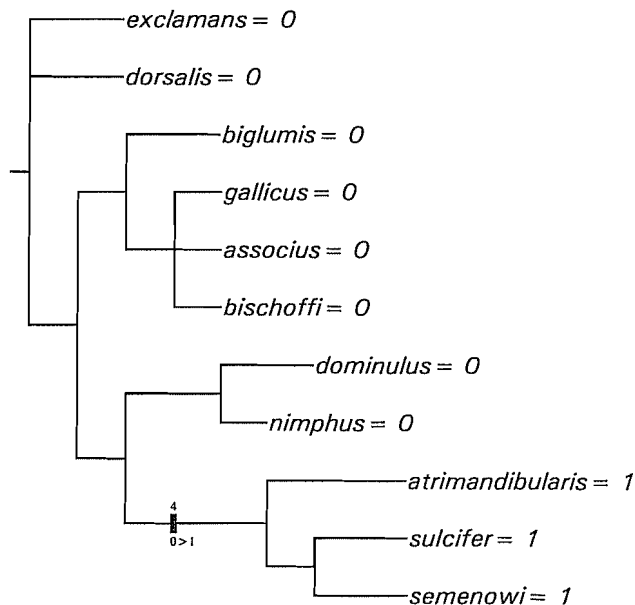 exclamans = 0
dorsalis = 0
biglumis = 0
gallicus = 0
associus = 0
bischoffi = 0
dominulus = 0
nimphus = 0
atrimandibularis = 1
4
0>1
sulcifer = 1
semenowi = 1